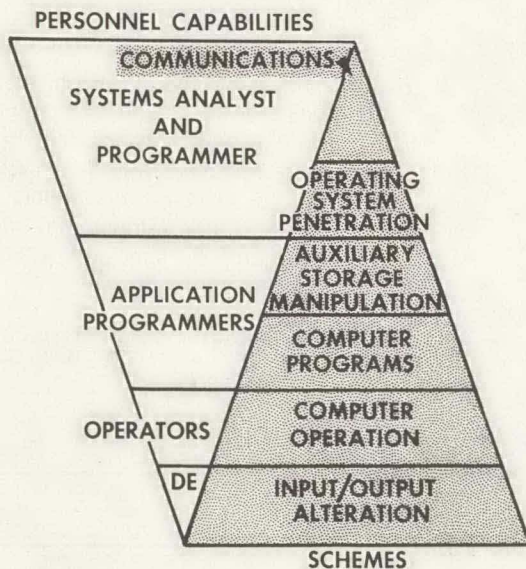 PERSONNEL CAPABILITIES
COMMUNICATIONS
SYSTEMS ANALYST
AND
PROGRAMMER
OPERATING
SYSTEM
PENETRATION
AUXILIARY
STORAGE
MANIPULATION
APPLICATION
PROGRAMMERS
COMPUTER
PROGRAMS
OPERATORS
COMPUTER
OPERATION
DE
INPUT/OUTPUT
ALTERATION
SCHEMES